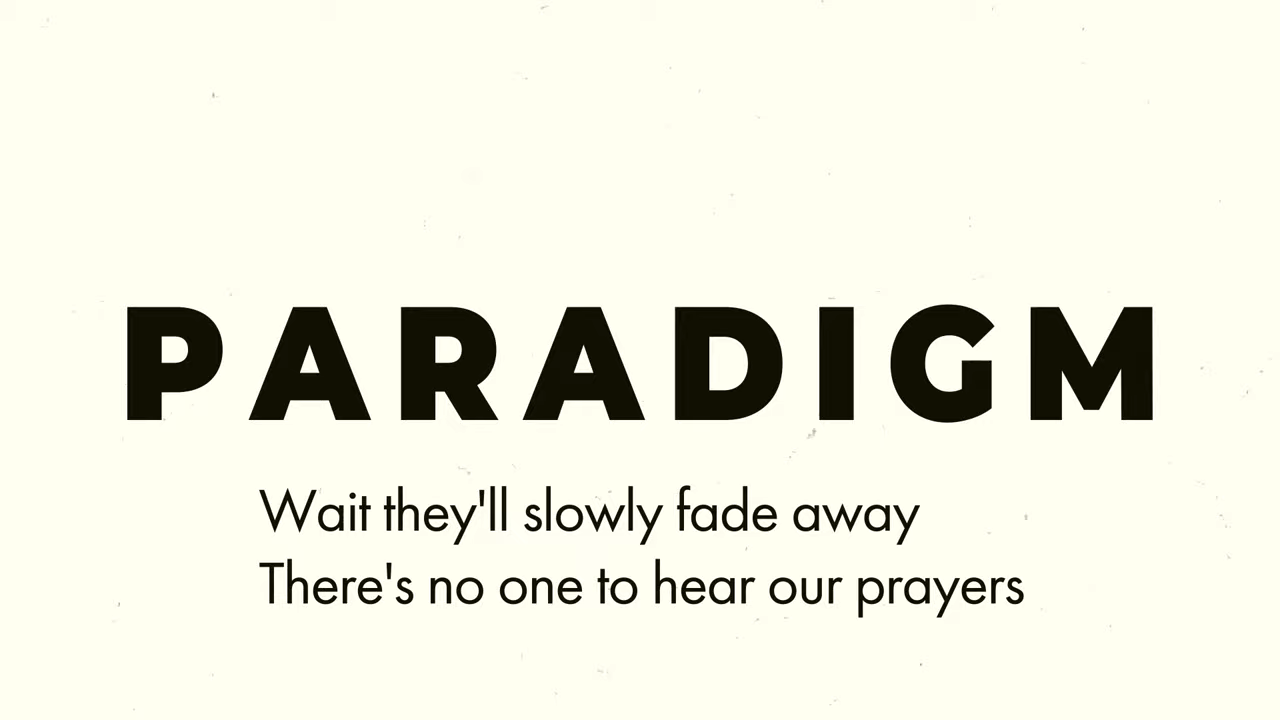 PARADIGM
Wait they'll slowly fade away
There's no one to hear our prayers